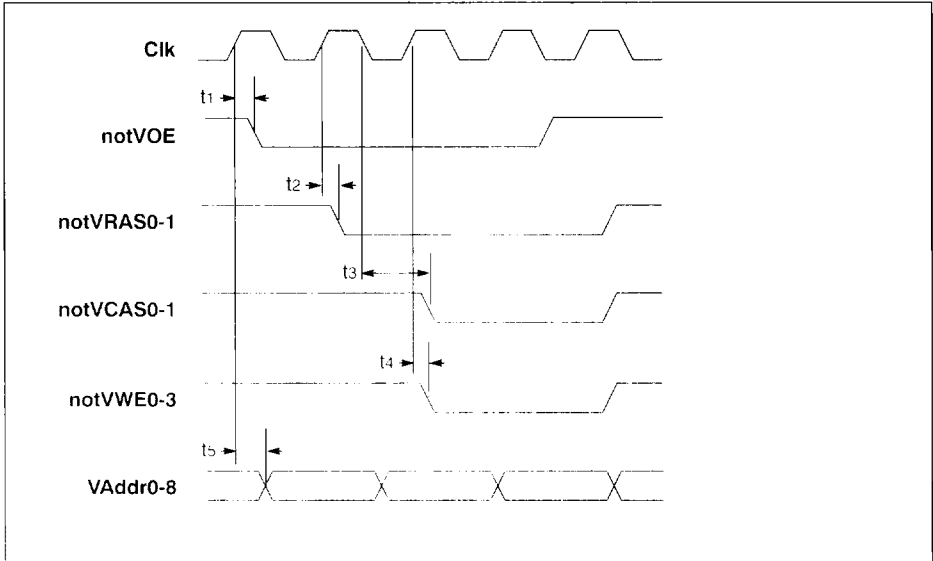 Clk
t1
notVOE
t2
notVRAS0-1
t3
notVCAS0-1
t4
notVWE0-3
t5
VAddr0-8